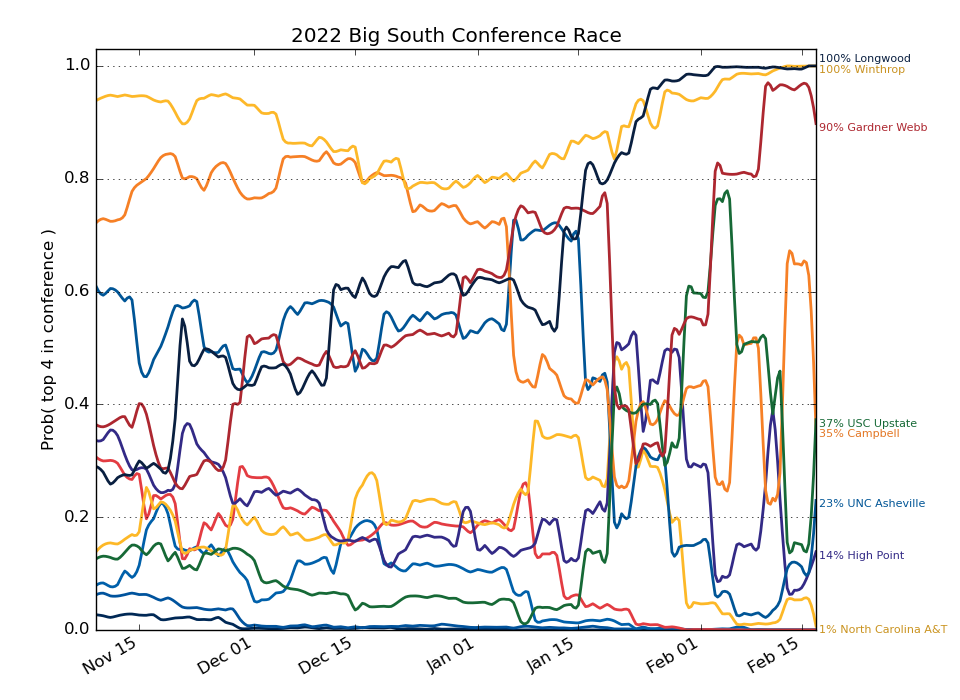 2022 Big South Conference Race
Prob( top 4 in conference )
1.0
0.8
0.6
0.4
0.2
0.0
Nov 15
Dec 01
Dec 15
Jan 01
Jan 15
Feb 01
Feb 15
100% Longwood
100% Winthrop
90% Gardner Webb
37% USC Upstate
35% Campbell
23% UNC Asheville
14% High Point
1% North Carolina A&T